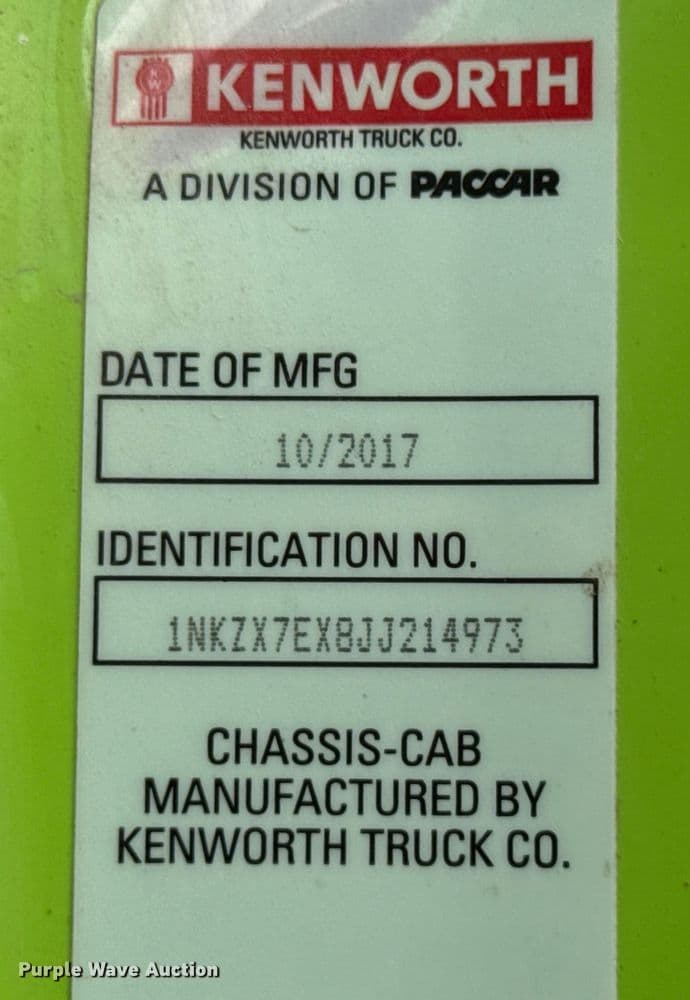 KENWORTH
KENWORTH TRUCK CO.
A DIVISION OF PACCAR
DATE OF MFG
10/2017
IDENTIFICATION NO.
1NKZX7EX8JJ214973
CHASSIS-CAB
MANUFACTURED BY
KENWORTH TRUCK CO.
Purple Wave Auction